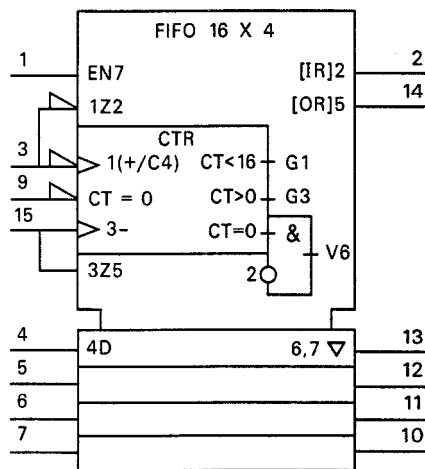 FIFO 16 X 4
1 EN7 [IR]2 2
1Z2 [OR]5 14
CTR
3 1(+/C4) CT<16 G1
9 CT = 0 CT>0 G3
15 3- CT=0 & V6
3Z5 2
4 4D 6,7 ▽ 13
5 12
6 11
7 10